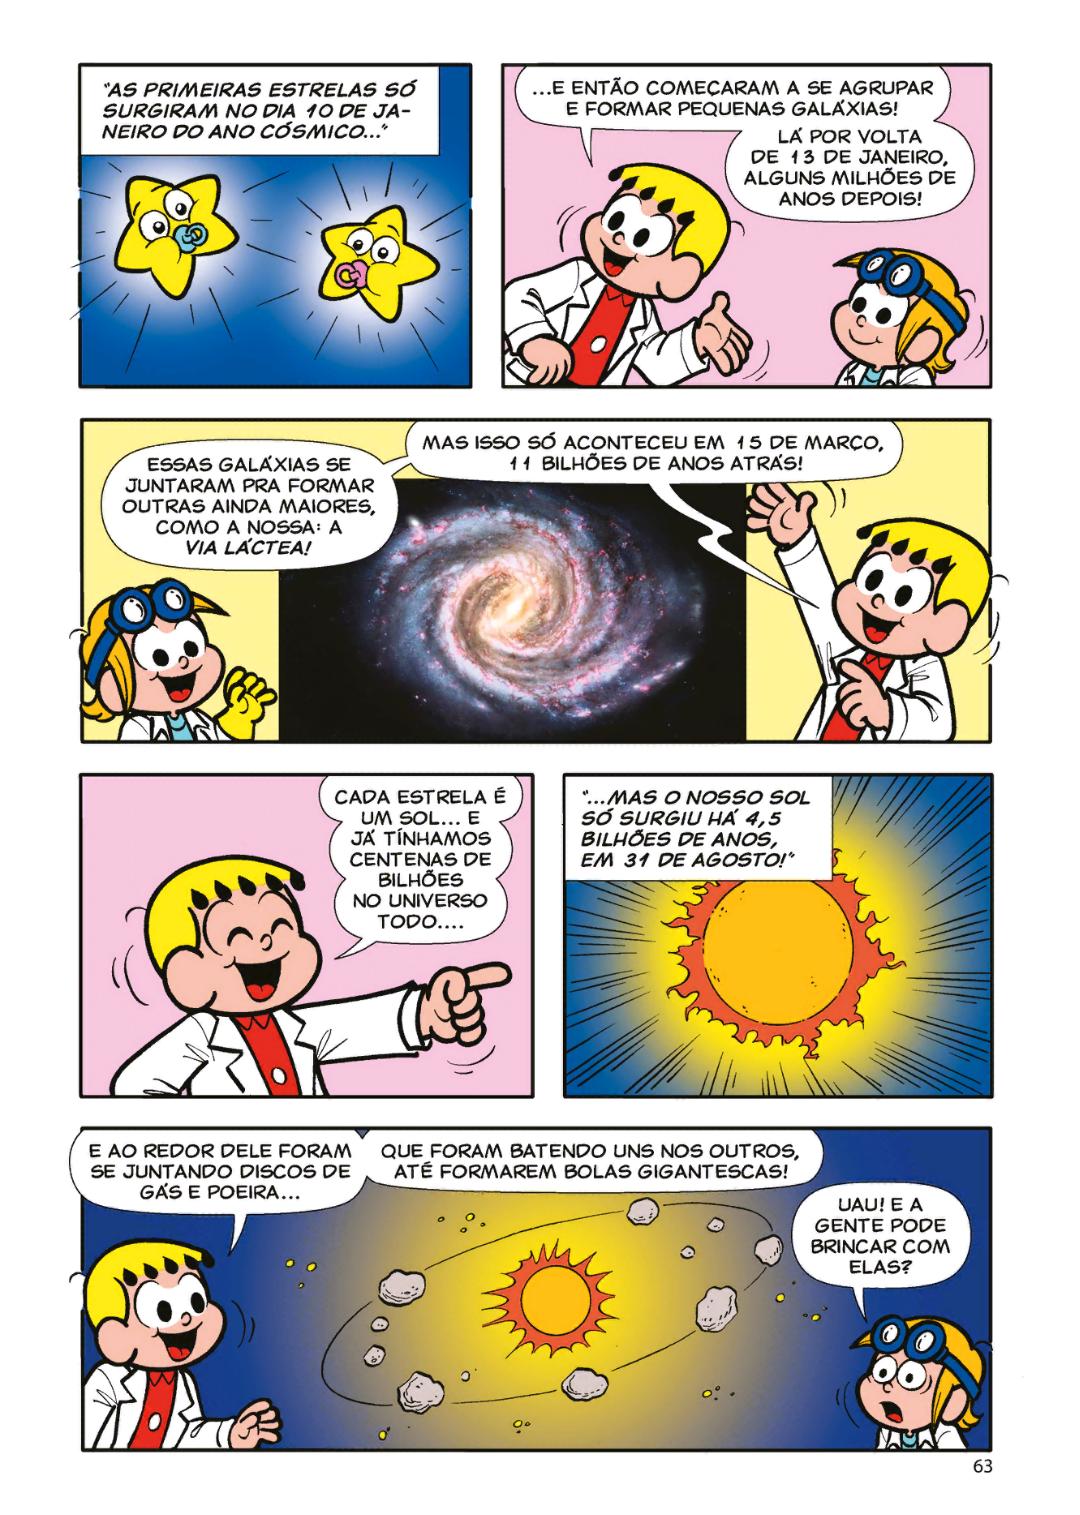 "AS PRIMEIRAS ESTRELAS SÓ
SURGIRAM NO DIA 10 DE JA-
NEIRO DO ANO CÓSMICO..."
...E ENTÃO COMEÇARAM A SE AGRUPAR
E FORMAR PEQUENAS GALÁXIAS!
LÁ POR VOLTA
DE 13 DE JANEIRO,
ALGUNS MILHÕES DE
ANOS DEPOIS!
ESSAS GALÁXIAS SE
JUNTARAM PRA FORMAR
OUTRAS AINDA MAIORES,
COMO A NOSSA: A
VIA LÁCTEA!
MAS ISSO SÓ ACONTECEU EM 15 DE MARÇO,
11 BILHÕES DE ANOS ATRÁS!
CADA ESTRELA É
UM SOL... E
JÁ TÍNHAMOS
CENTENAS DE
BILHÕES
NO UNIVERSO
TODO....
"...MAS O NOSSO SOL
SÓ SURGIU HÁ 4,5
BILHÕES DE ANOS,
EM 31 DE AGOSTO!"
E AO REDOR DELE FORAM
SE JUNTANDO DISCOS DE
GÁS E POEIRA...
QUE FORAM BATENDO UNS NOS OUTROS,
ATÉ FORMAREM BOLAS GIGANTESCAS!
UAU! E A
GENTE PODE
BRINCAR COM
ELAS?
63